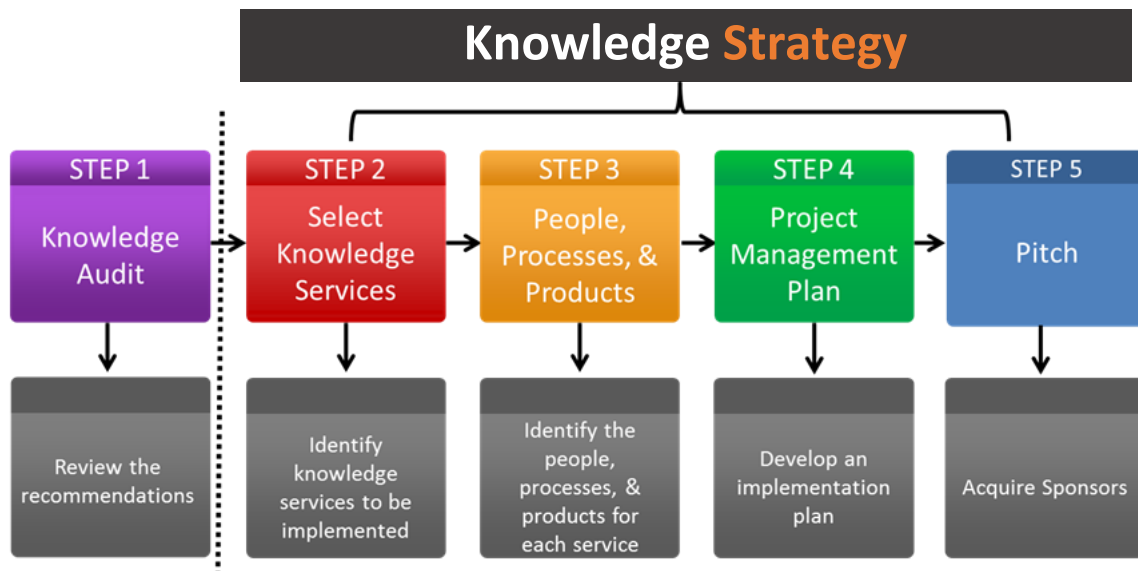 Knowledge Strategy
STEP 1
Knowledge
Audit
STEP 2
Select
Knowledge
Services
STEP 3
People,
Processes, &
Products
STEP 4
Project
Management
Plan
STEP 5
Pitch
Review the
recommendations
Identify
knowledge
services to be
implemented
Identify the
people,
processes, &
products for
each service
Develop an
implementation
plan
Acquire Sponsors